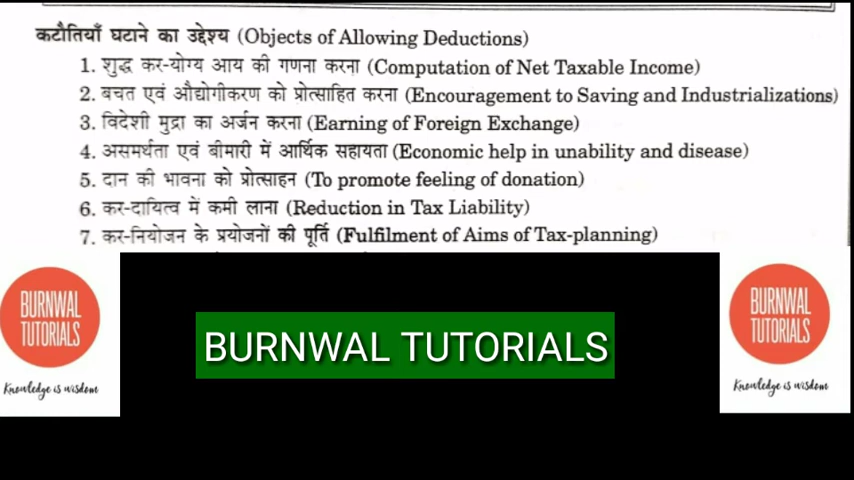 कटौतियाँ घटाने का उद्देश्य (Objects of Allowing Deductions)
1. शुद्ध कर-योग्य आय की गणना करना (Computation of Net Taxable Income)
2. बचत एवं औद्योगीकरण को प्रोत्साहित करना (Encouragement to Saving and Industrializations)
3. विदेशी मुद्रा का अर्जन करना (Earning of Foreign Exchange)
4. असमर्थता एवं बीमारी में आर्थिक सहायता (Economic help in unability and disease)
5. दान की भावना को प्रोत्साहन (To promote feeling of donation)
6. कर-दायित्व में कमी लाना (Reduction in Tax Liability)
7. कर-नियोजन के प्रयोजनों की पूर्ति (Fulfilment of Aims of Tax-planning)
BURNWAL
TUTORIALS
Knowledge is wisdom
BURNWAL TUTORIALS
BURNWAL
TUTORIALS
Knowledge is wisdom